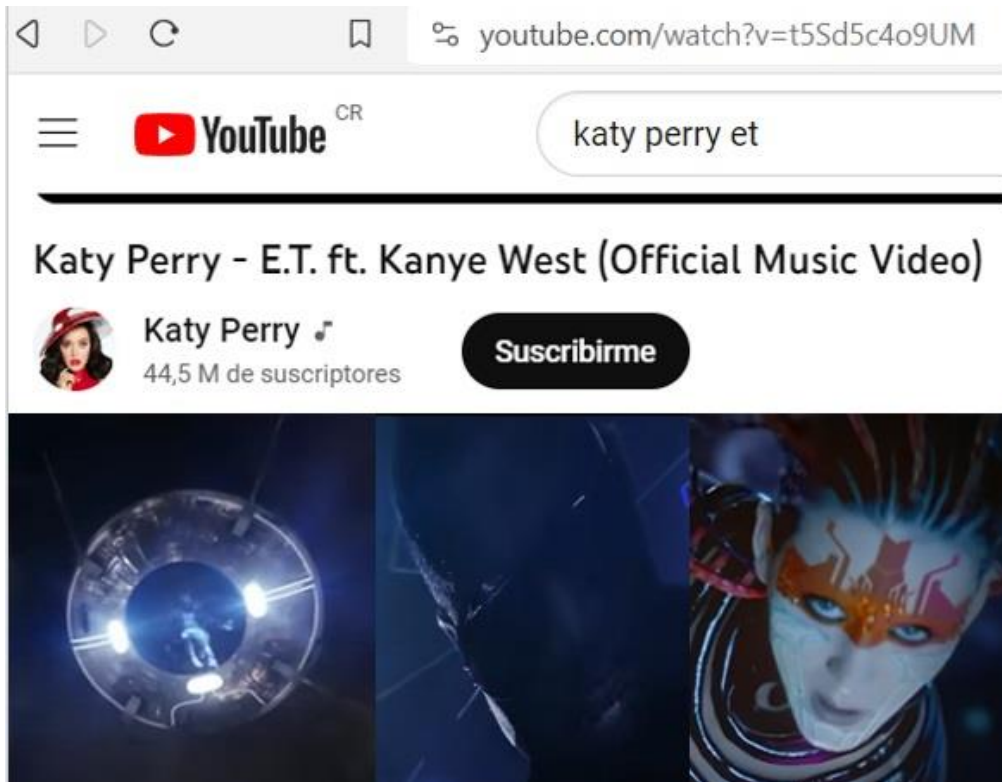 youtube.com/watch?v=t5Sd5c4o9UM
YouTube CR
katy perry et
Katy Perry - E.T. ft. Kanye West (Official Music Video)
Katy Perry
44,5 M de suscriptores
Suscribirme